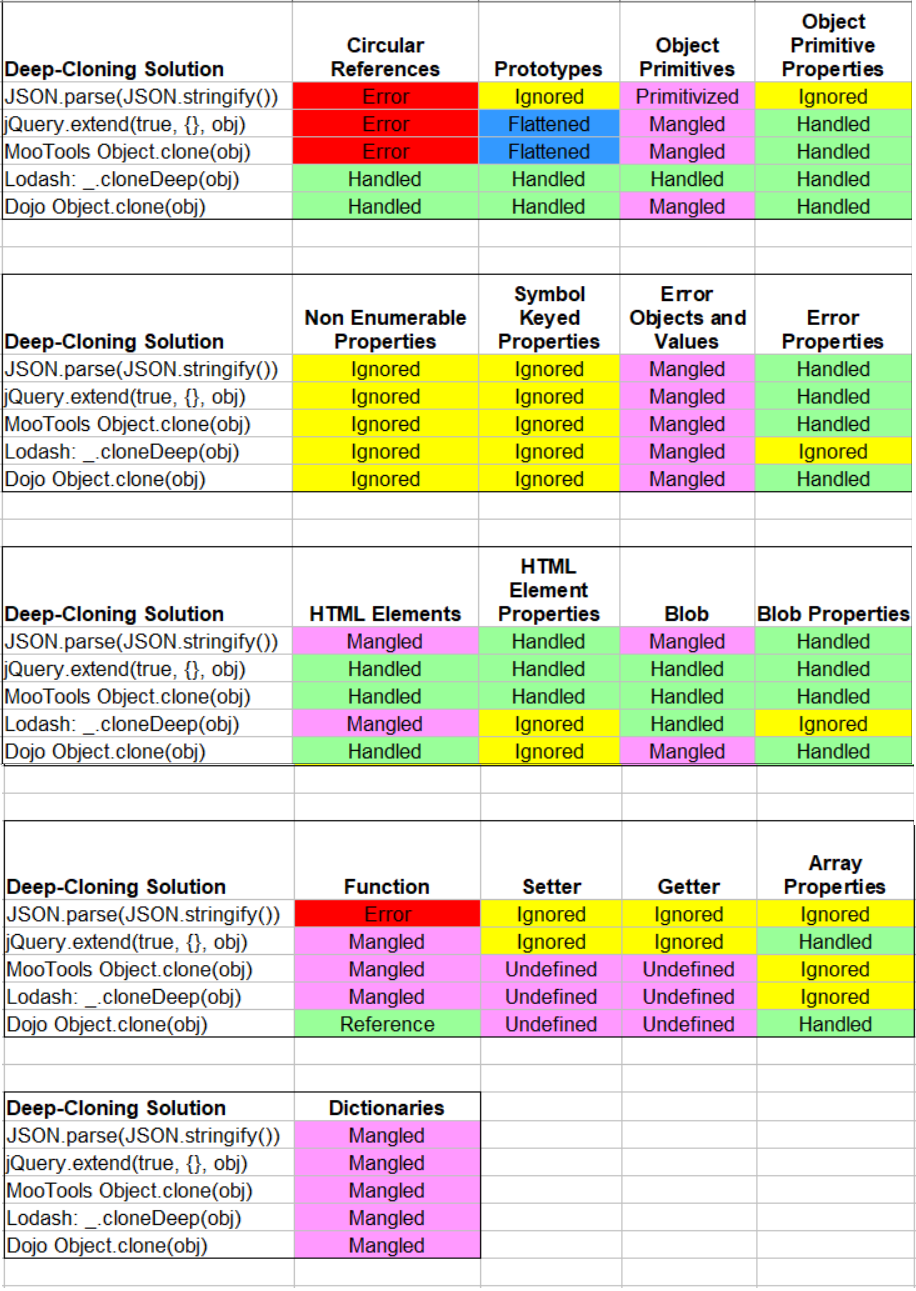 Deep-Cloning Solution Circular References Prototypes Object Primitives Object Primitive Properties
JSON.parse(JSON.stringify()) Error Ignored Primitivized Ignored
jQuery.extend(true, {}, obj) Error Flattened Mangled Handled
MooTools Object.clone(obj) Error Flattened Mangled Handled
Lodash: _.cloneDeep(obj) Handled Handled Handled Handled
Dojo Object.clone(obj) Handled Handled Mangled Handled
Deep-Cloning Solution Non Enumerable Properties Symbol Keyed Properties Error Objects and Values Error Properties
JSON.parse(JSON.stringify()) Ignored Ignored Mangled Handled
jQuery.extend(true, {}, obj) Ignored Ignored Mangled Handled
MooTools Object.clone(obj) Ignored Ignored Mangled Handled
Lodash: _.cloneDeep(obj) Ignored Ignored Mangled Ignored
Dojo Object.clone(obj) Ignored Ignored Mangled Handled
Deep-Cloning Solution HTML Elements HTML Element Properties Blob Blob Properties
JSON.parse(JSON.stringify()) Mangled Handled Mangled Handled
jQuery.extend(true, {}, obj) Handled Handled Handled Handled
MooTools Object.clone(obj) Handled Handled Handled Handled
Lodash: _.cloneDeep(obj) Mangled Ignored Handled Ignored
Dojo Object.clone(obj) Handled Ignored Mangled Handled
Deep-Cloning Solution Function Setter Getter Array Properties
JSON.parse(JSON.stringify()) Error Ignored Ignored Ignored
jQuery.extend(true, {}, obj) Mangled Ignored Ignored Handled
MooTools Object.clone(obj) Mangled Undefined Undefined Ignored
Lodash: _.cloneDeep(obj) Mangled Undefined Undefined Ignored
Dojo Object.clone(obj) Reference Undefined Undefined Handled
Deep-Cloning Solution Dictionaries
JSON.parse(JSON.stringify()) Mangled
jQuery.extend(true, {}, obj) Mangled
MooTools Object.clone(obj) Mangled
Lodash: _.cloneDeep(obj) Mangled
Dojo Object.clone(obj) Mangled